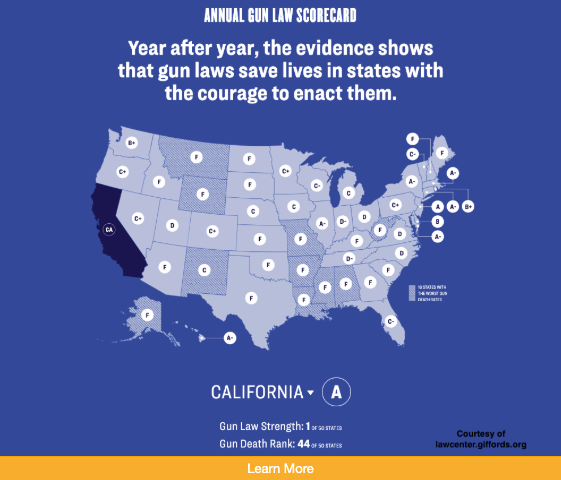 ANNUAL GUN LAW SCORECARD
Year after year, the evidence shows
that gun laws save lives in states with
the courage to enact them.
B+
F
F
C+
F
C-
F
A-
C+
F
F
F
C-
C
A-
CA
C+
D
C+
C
C
A-
D-
D
C+
A
A-
B+
B
A-
F
F
F
F
D
F
C
F
F
D-
D
F
F
F
F
F
F
F
C-
F
A-
10 STATES WITH
THE WORST GUN
DEATH RATES
CALIFORNIA A
Gun Law Strength: 1 OF 50 STATES
Gun Death Rank: 44 OF 50 STATES
Courtesy of
lawcenter.giffords.org
Learn More